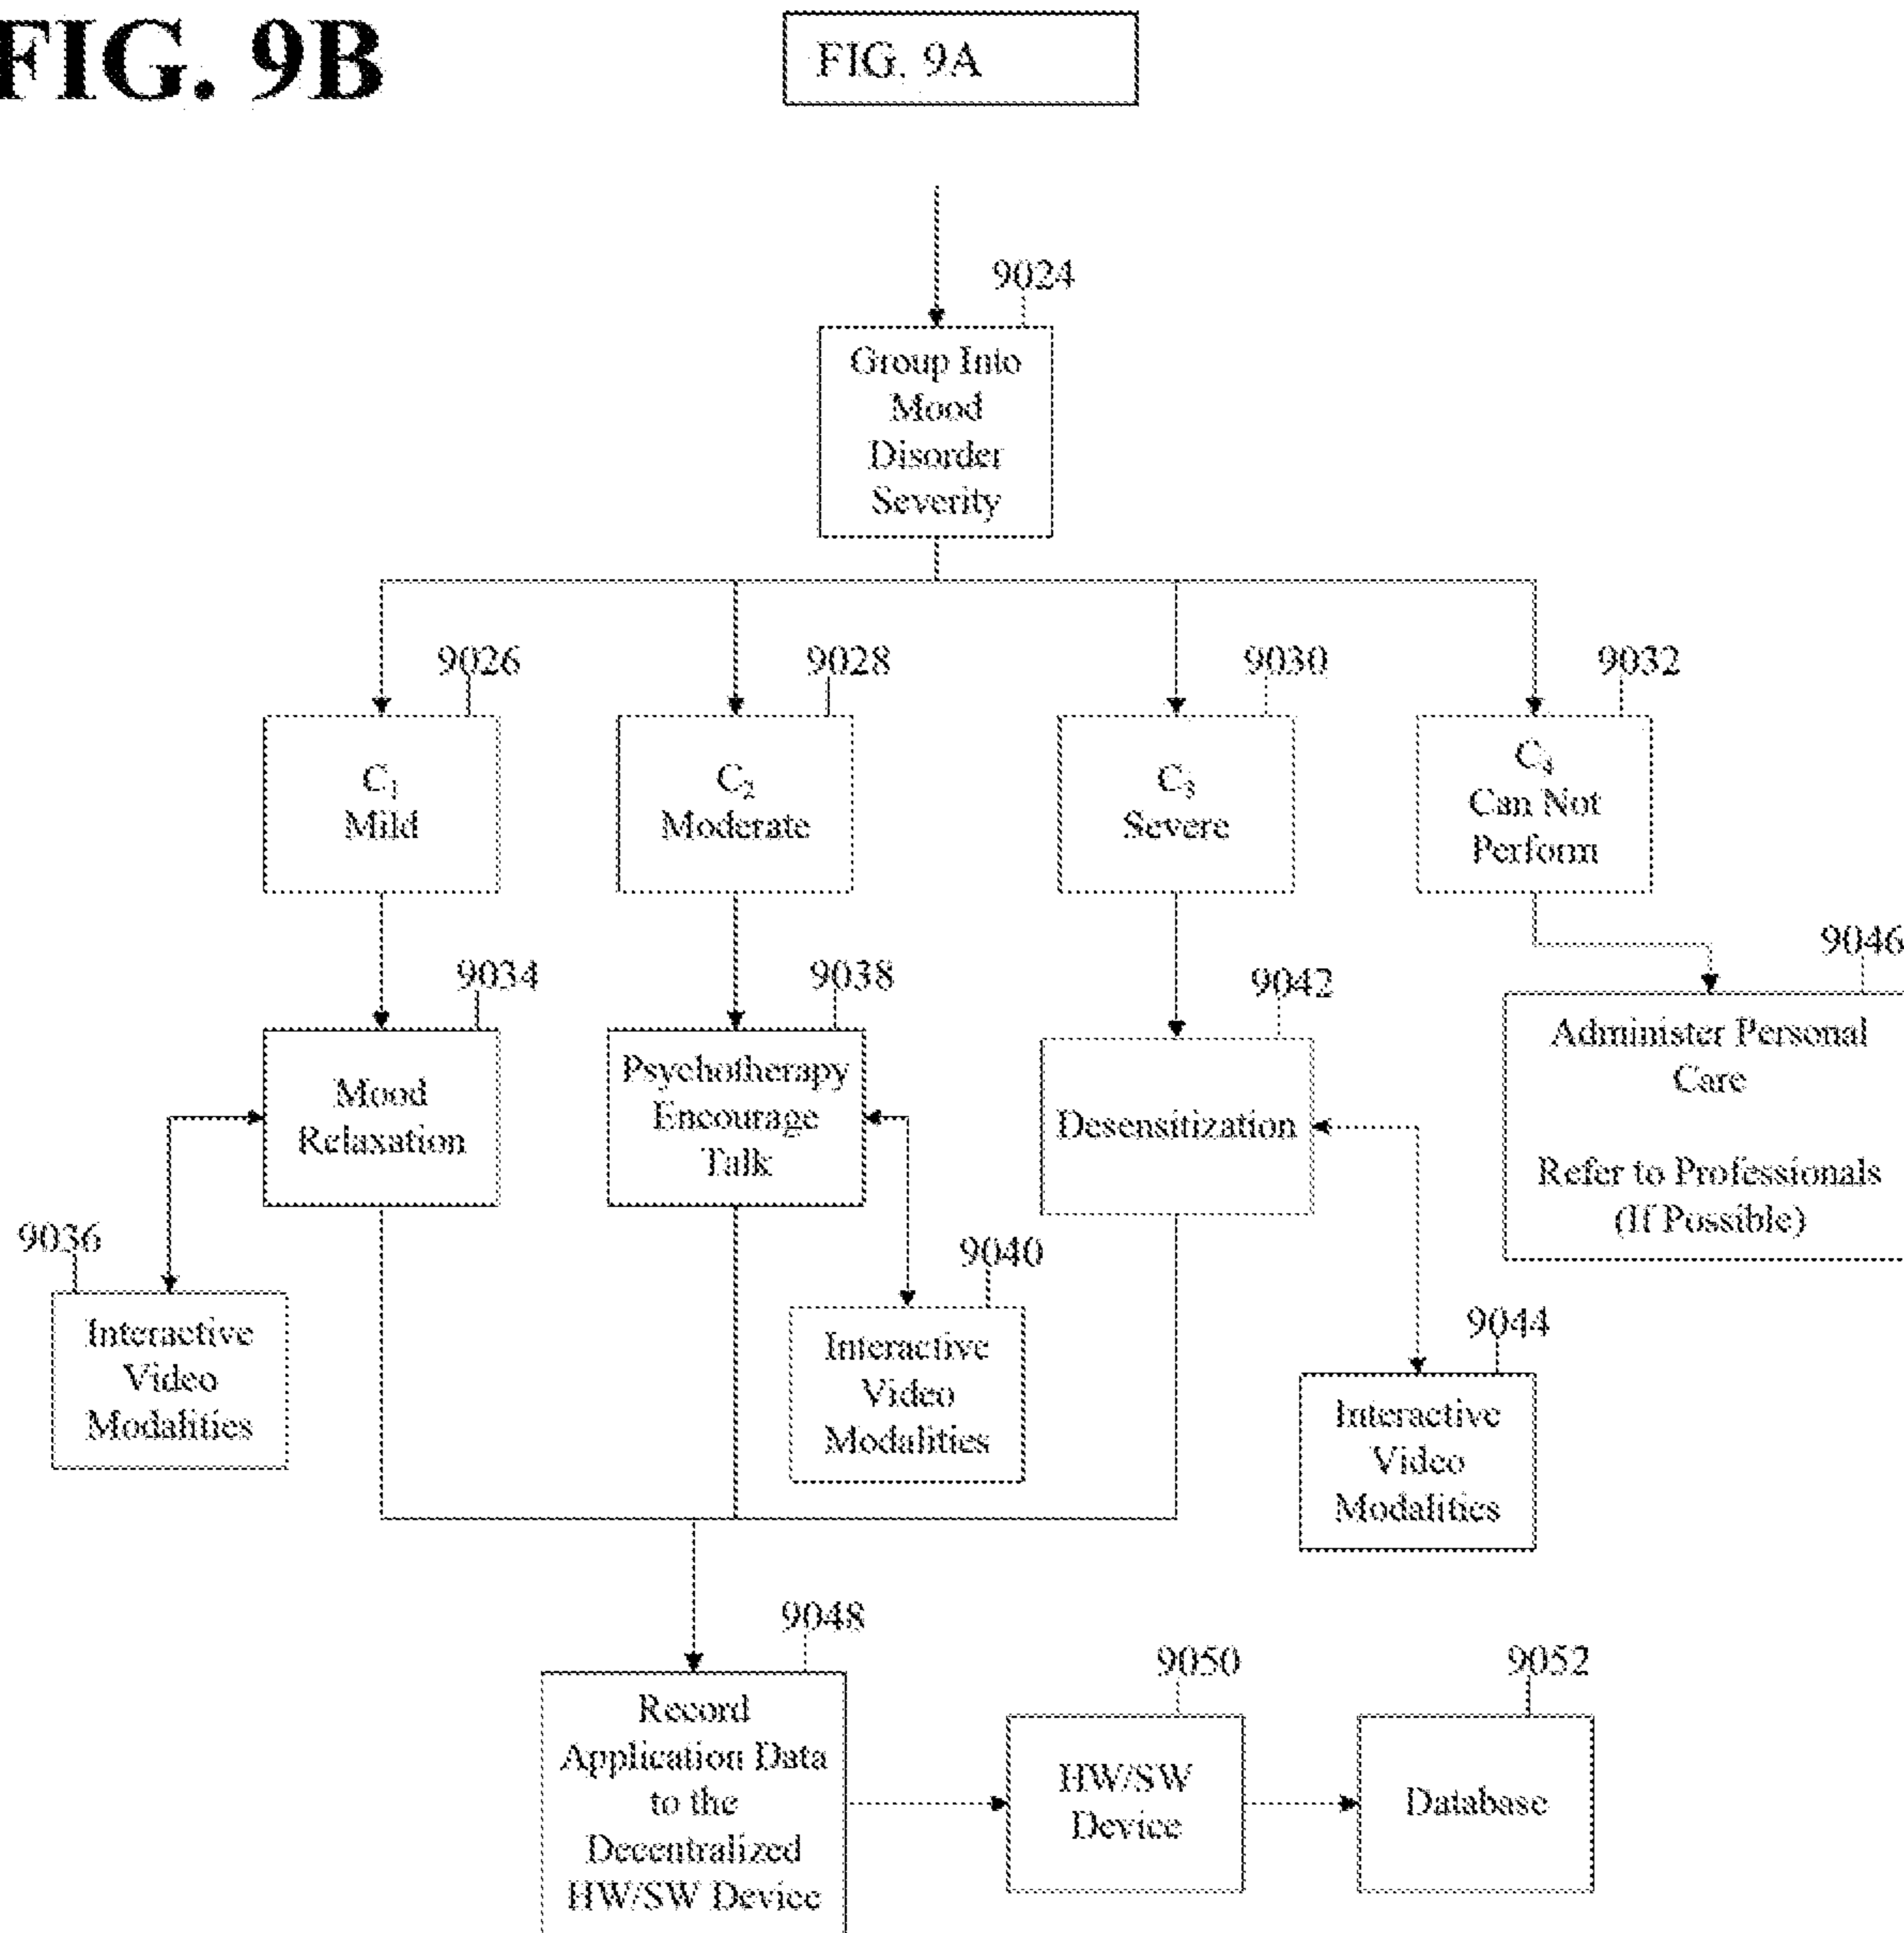 FIG. 9B
FIG. 9A
9024
Group Into
Mood
Disorder
Severity
9026
9028
9030
9032
C1
Mild
C2
Moderate
C3
Severe
C4
Can Not
Perform
9034
9038
9042
9046
Mood
Relaxation
Psychotherapy
Encourage
Talk
Desensitization
Administer Personal
Care
Refer to Professionals
(If Possible)
9036
9040
9044
Interactive
Video
Modalities
Interactive
Video
Modalities
Interactive
Video
Modalities
9048
9050
9052
Record
Application Data
to the
Decentralized
HW/SW Device
HW/SW
Device
Database